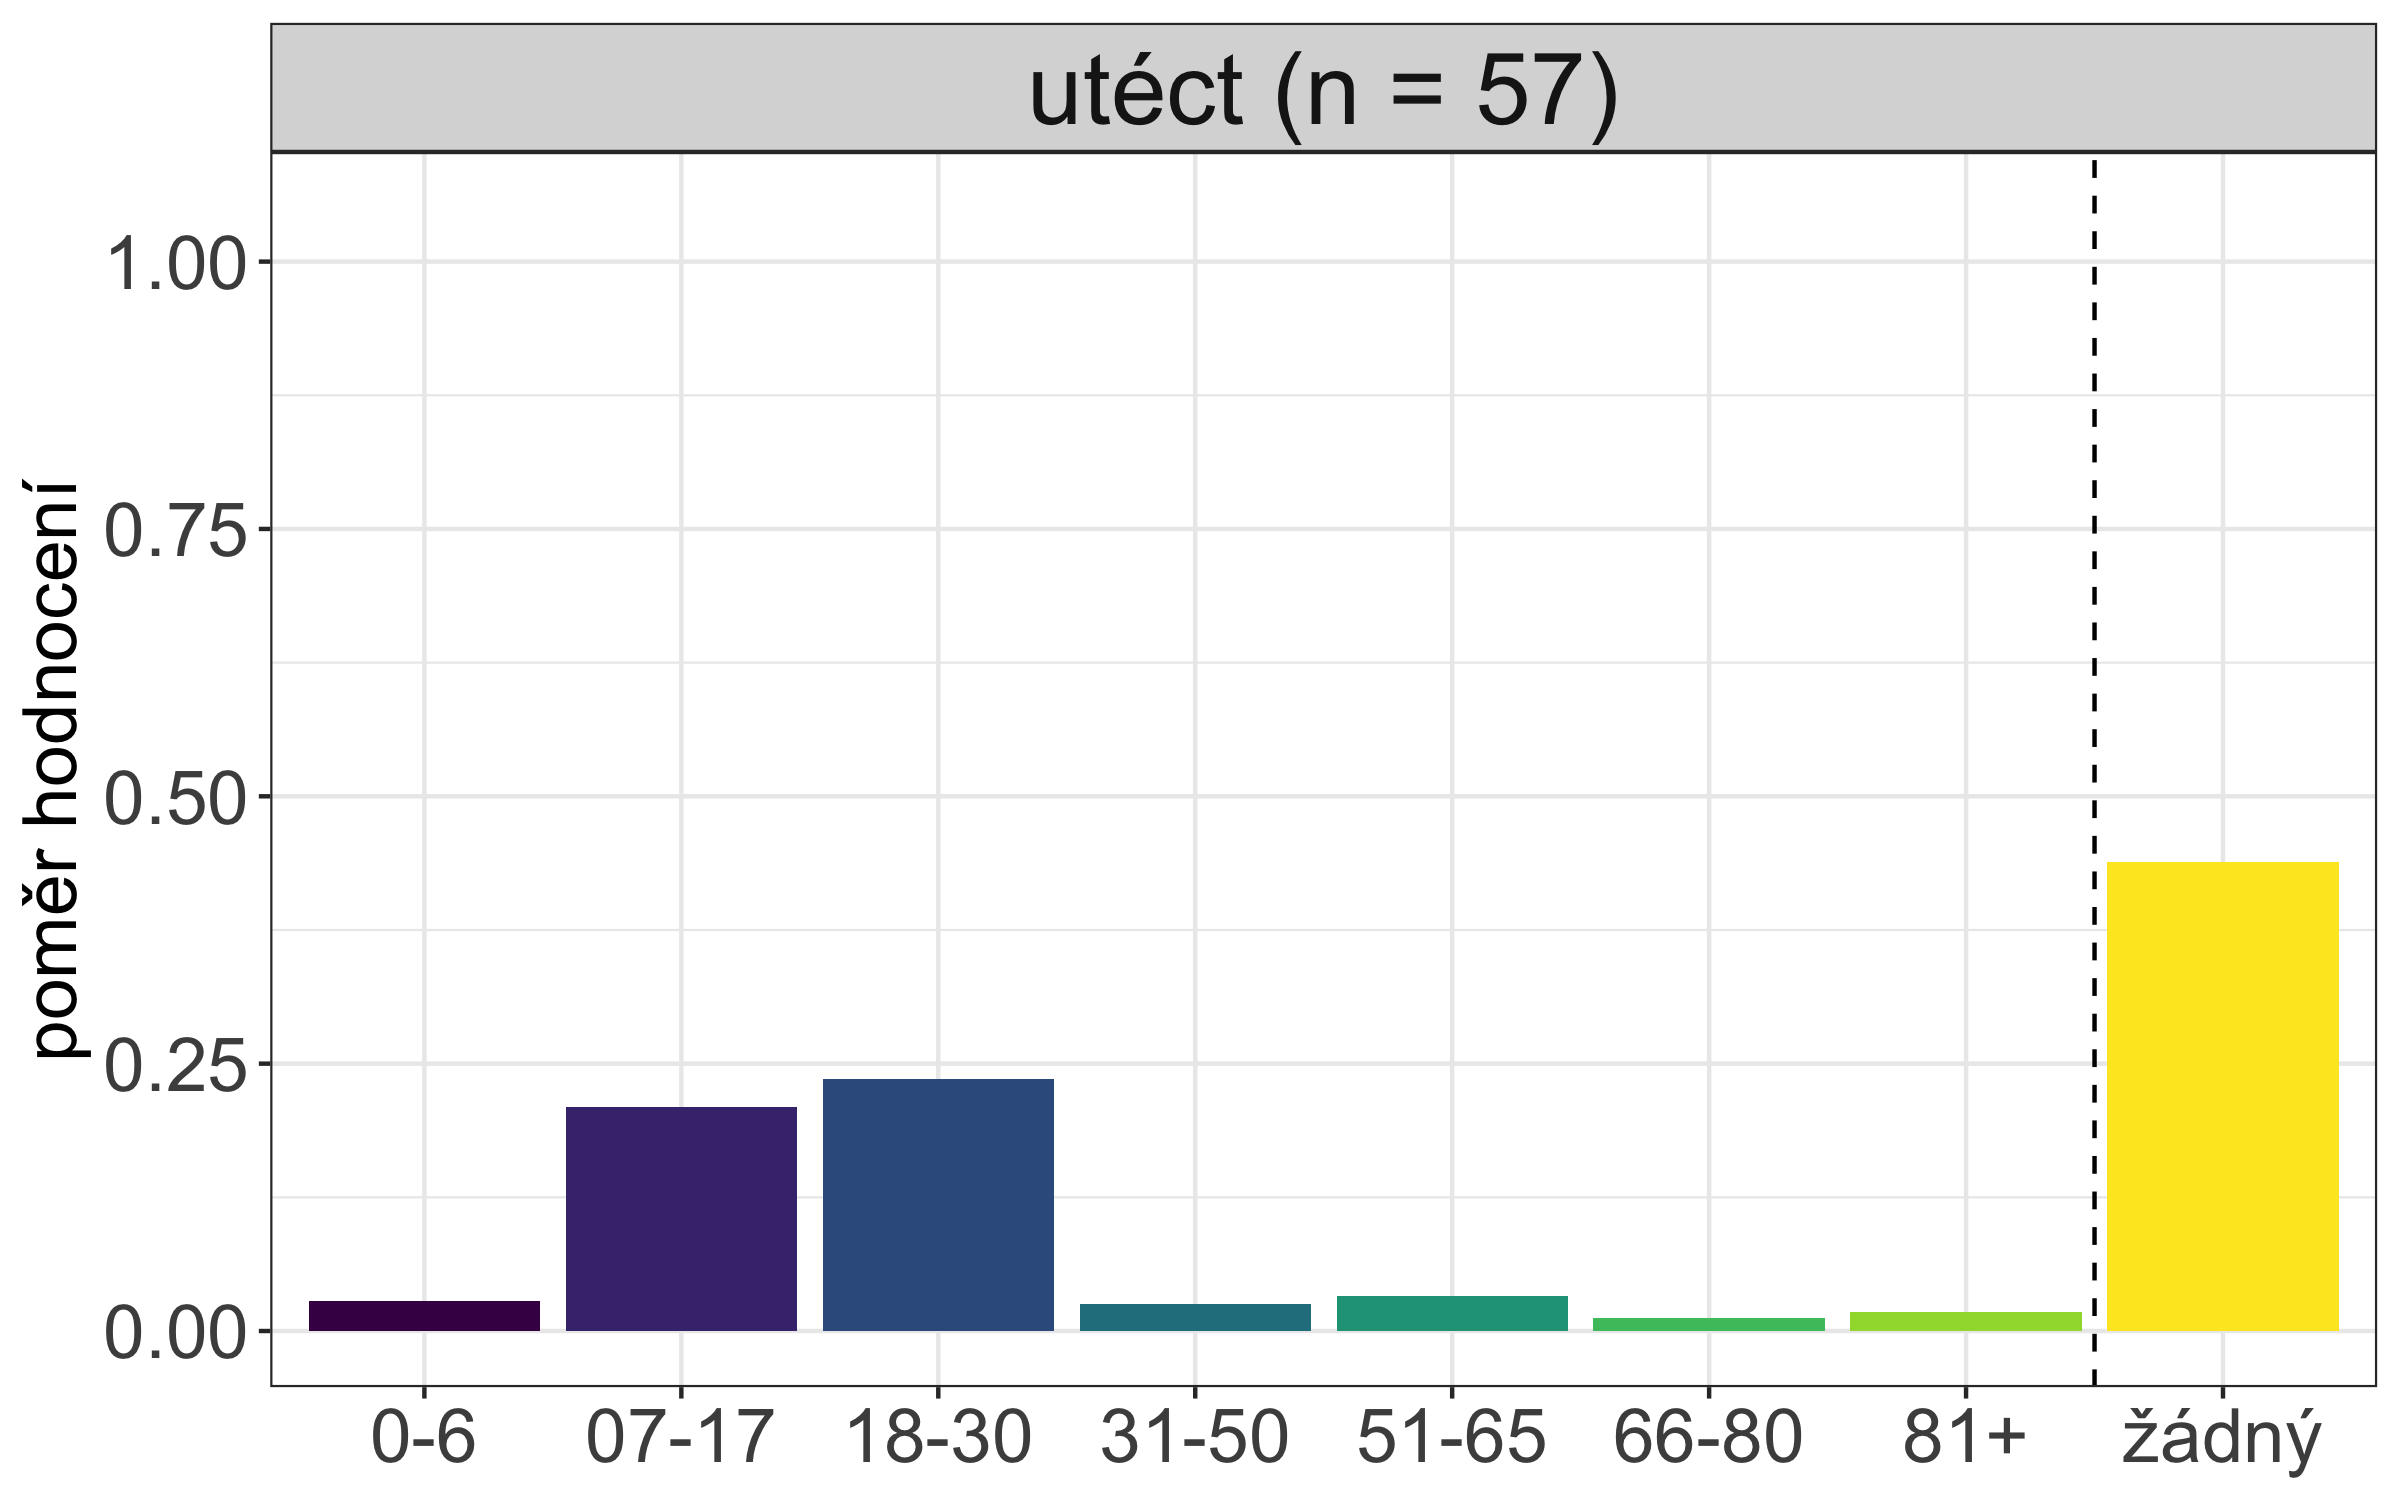 utéct (n = 57)
poměr hodnocení
1.00
0.75
0.50
0.25
0.00
0-6 07-17 18-30 31-50 51-65 66-80 81+ žádný